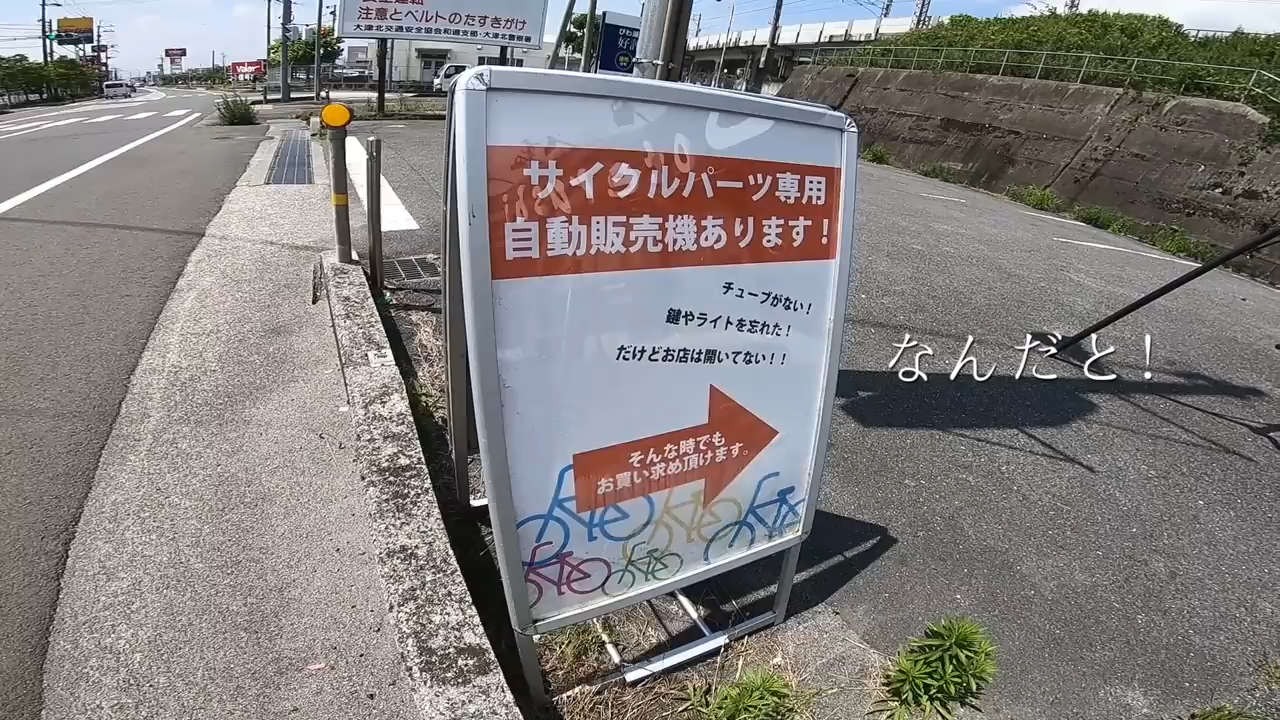 注意とベルトのたすきがけ
大津北交通安全協会和邇支部・大津北警察署
Valor
サイクルパーツ専用
自動販売機あります！
チューブがない！
鍵やライトを忘れた！
だけどお店は開いてない！！
そんな時でも
お買い求め頂けます。
なんだと！